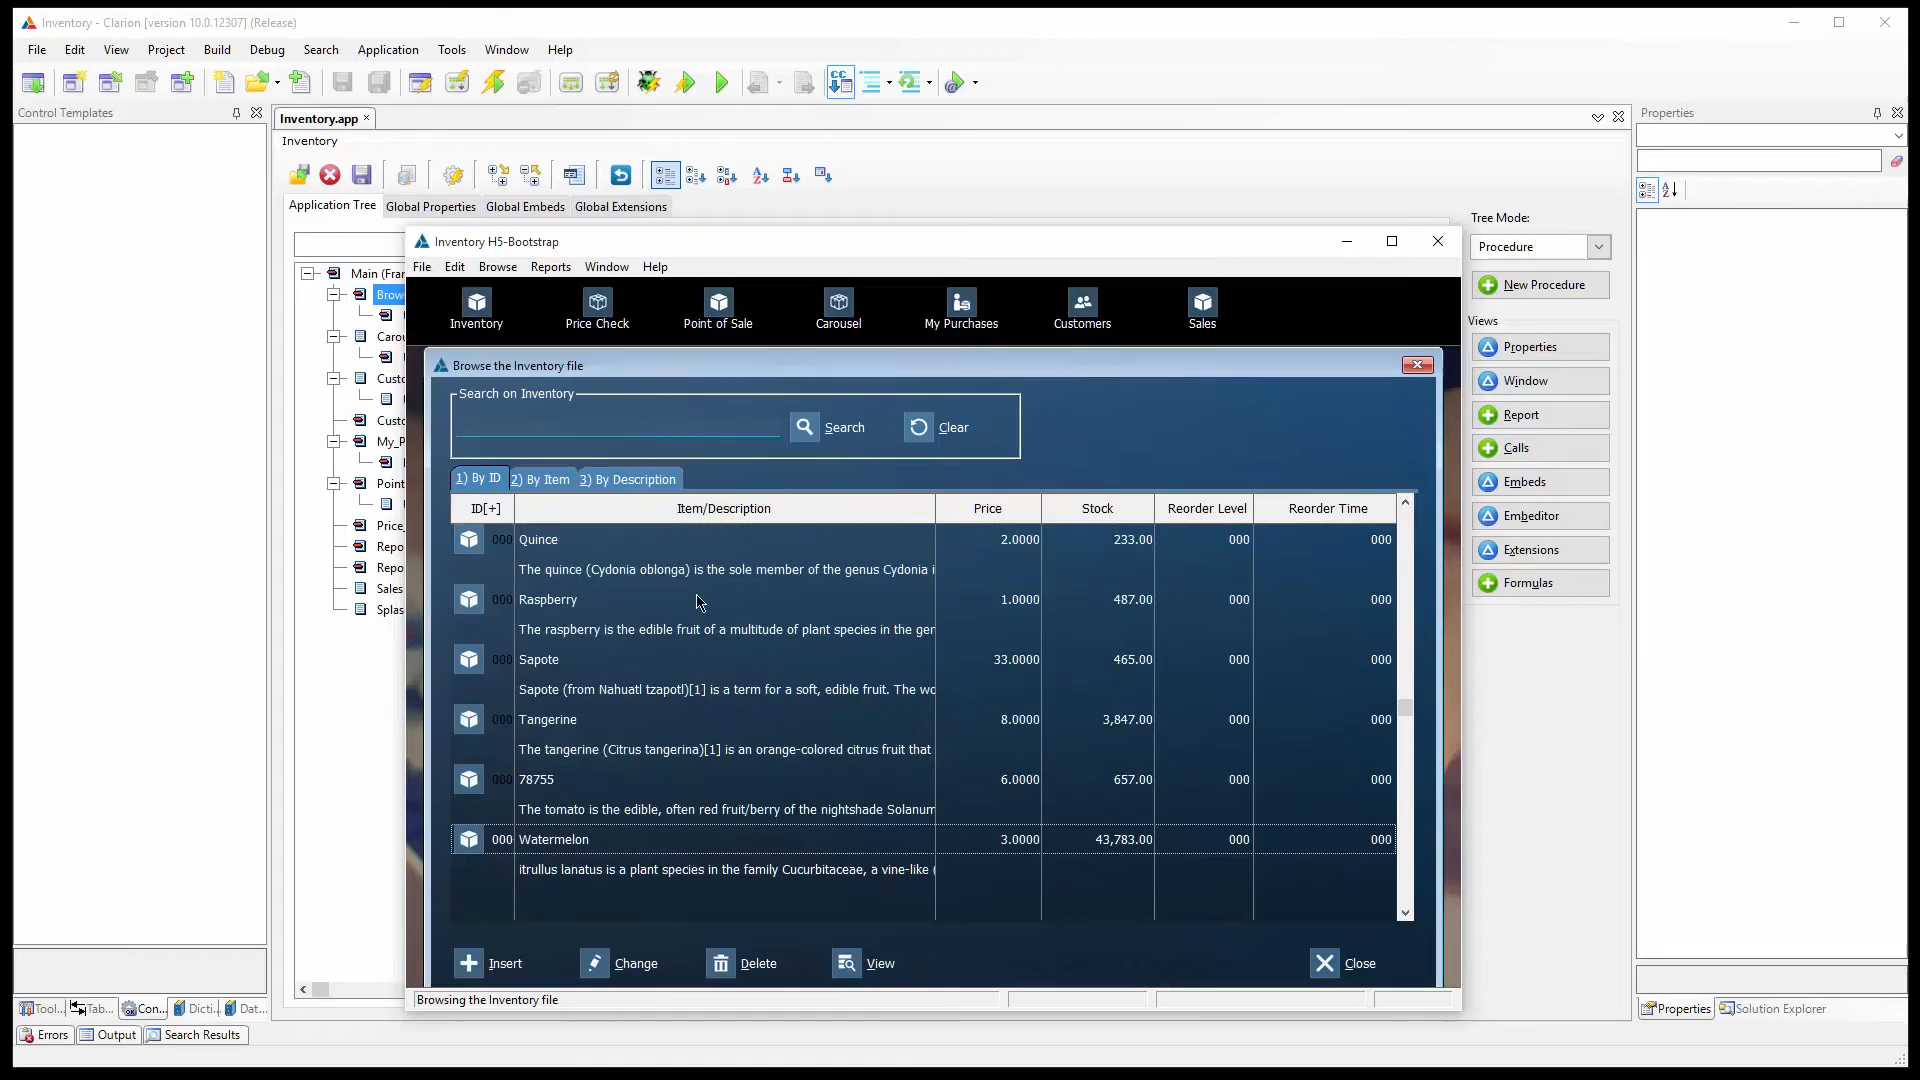 Inventory - Clarion [version 10.0.12307] (Release)
File Edit View Project Build Debug Search Application Tools Window Help
Control Templates
Inventory.app
Properties
Inventory
Application Tree Global Properties Global Embeds Global Extensions
Tree Mode:
Procedure
New Procedure
Views
Properties
Window
Report
Calls
Embeds
Embeditor
Extensions
Formulas
Main (Fran
Brow
Carou
Custo
Custo
My_P
Point
Price_
Repo
Repo
Sales
Splas
Inventory H5-Bootstrap
File Edit Browse Reports Window Help
Inventory Price Check Point of Sale Carousel My Purchases Customers Sales
Browse the Inventory file
Search on Inventory
Search Clear
1) By ID 2) By Item 3) By Description
ID[+] Item/Description Price Stock Reorder Level Reorder Time
000 Quince 2.0000 233.00 000 000
The quince (Cydonia oblonga) is the sole member of the genus Cydonia i
000 Raspberry 1.0000 487.00 000 000
The raspberry is the edible fruit of a multitude of plant species in the ger
000 Sapote 33.0000 465.00 000 000
Sapote (from Nahuatl tzapotl)[1] is a term for a soft, edible fruit. The wo
000 Tangerine 8.0000 3,847.00 000 000
The tangerine (Citrus tangerina)[1] is an orange-colored citrus fruit that
000 78755 6.0000 657.00 000 000
The tomato is the edible, often red fruit/berry of the nightshade Solanum
000 Watermelon 3.0000 43,783.00 000 000
itrullus lanatus is a plant species in the family Cucurbitaceae, a vine-like (
Insert Change Delete View Close
Browsing the Inventory file
Tool... Tab... Con... Dicti... Dat...
Properties Solution Explorer
Errors Output Search Results